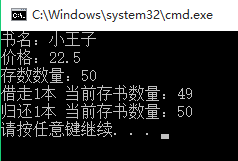 C:\Windows\system32\cmd.exe
书名：小王子
价格：22.5
存数数量：50
借走1本 当前存书数量：49
归还1本 当前存书数量：50
请按任意键继续. . .